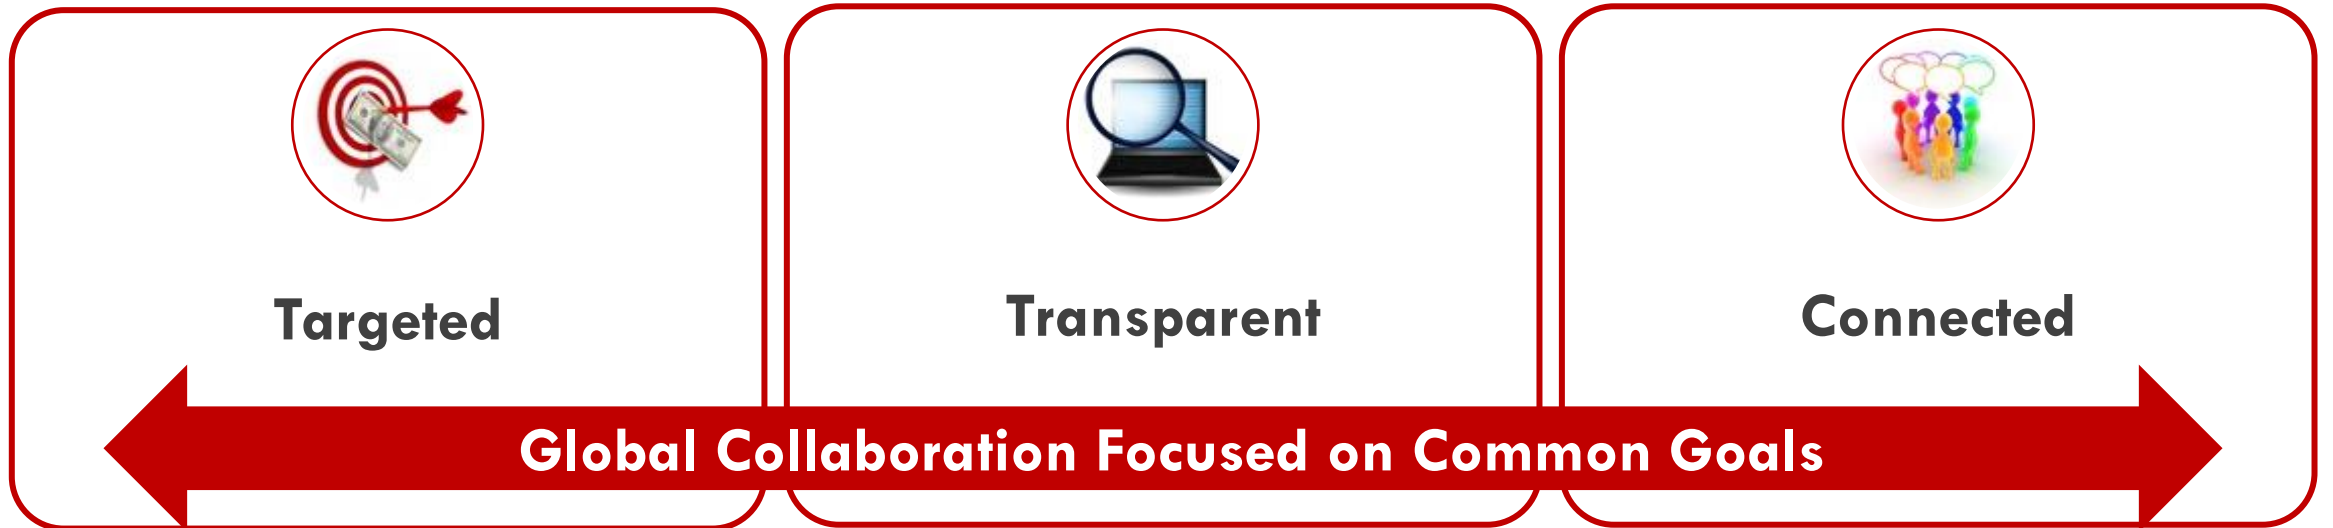 Targeted
Transparent
Connected
Global Collaboration Focused on Common Goals